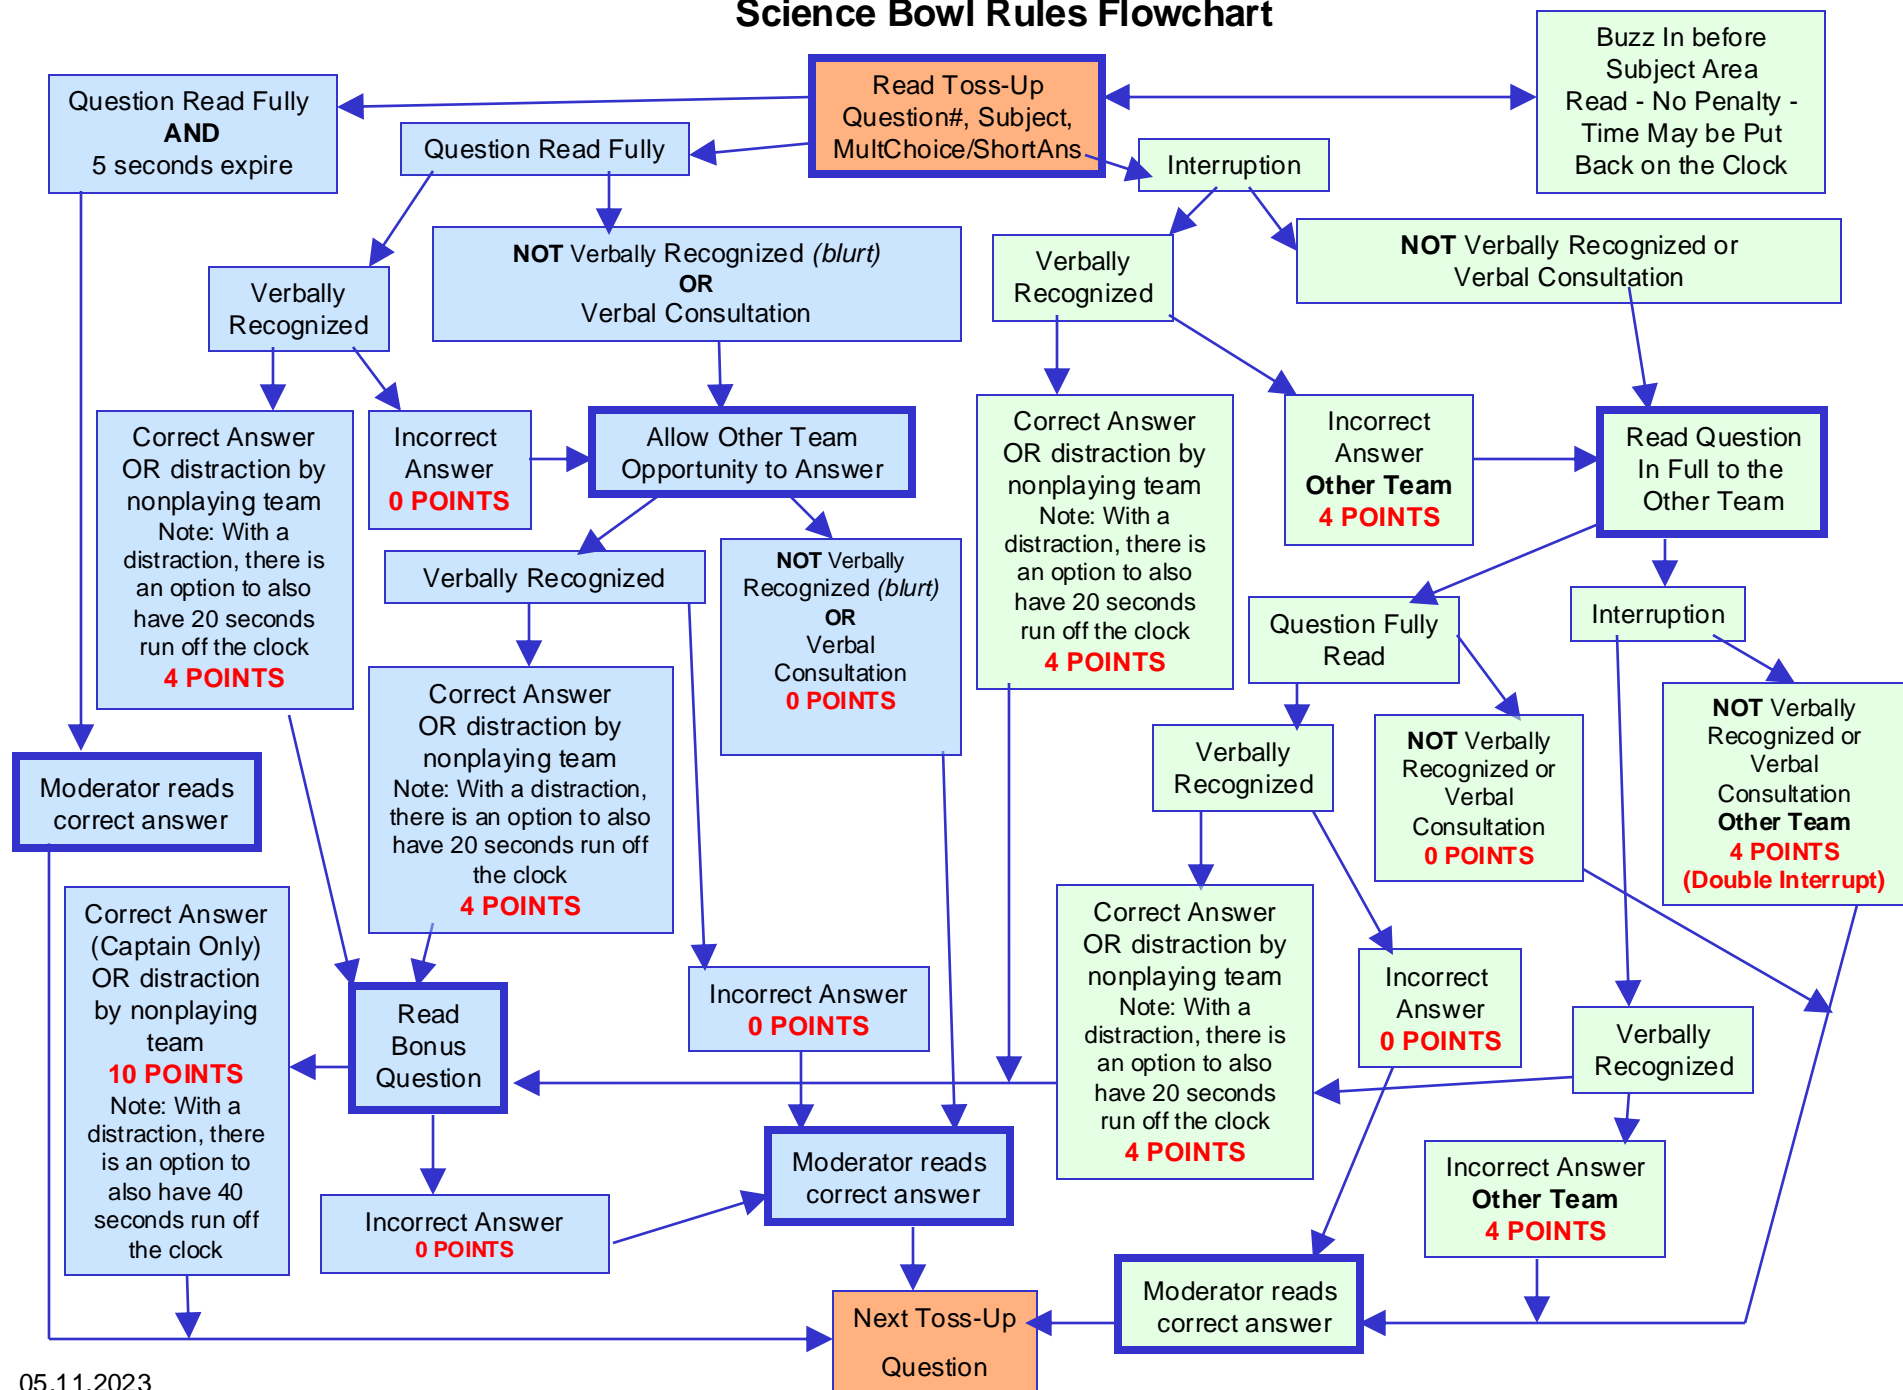 Science Bowl Rules Flowchart
Buzz In before
Subject Area
Read - No Penalty -
Time May be Put
Back on the Clock
Read Toss-Up
Question#, Subject,
MultChoice/ShortAns
Question Read Fully
AND
5 seconds expire
Question Read Fully
Interruption
NOT Verbally Recognized (blurt)
OR
Verbal Consultation
Verbally
Recognized
Verbally
Recognized
NOT Verbally Recognized or
Verbal Consultation
Correct Answer
OR distraction by
nonplaying team
Note: With a
distraction, there is
an option to also
have 20 seconds
run off the clock
4 POINTS
Incorrect
Answer
0 POINTS
Allow Other Team
Opportunity to Answer
Correct Answer
OR distraction by
nonplaying team
Note: With a
distraction, there is
an option to also
have 20 seconds
run off the clock
4 POINTS
Incorrect
Answer
Other Team
4 POINTS
Read Question
In Full to the
Other Team
Verbally Recognized
NOT Verbally
Recognized (blurt)
OR
Verbal
Consultation
0 POINTS
Question Fully
Read
Interruption
Correct Answer
OR distraction by
nonplaying team
Note: With a distraction,
there is an option to also
have 20 seconds run off
the clock
4 POINTS
Verbally
Recognized
NOT Verbally
Recognized or
Verbal
Consultation
0 POINTS
NOT Verbally
Recognized or
Verbal
Consultation
Other Team
4 POINTS
(Double Interrupt)
Moderator reads
correct answer
Correct Answer
(Captain Only)
OR distraction
by nonplaying
team
10 POINTS
Note: With a
distraction, there
is an option to
also have 40
seconds run off
the clock
Read
Bonus
Question
Incorrect Answer
0 POINTS
Correct Answer
OR distraction by
nonplaying team
Note: With a
distraction, there is
an option to also
have 20 seconds
run off the clock
4 POINTS
Incorrect
Answer
0 POINTS
Verbally
Recognized
Incorrect Answer
0 POINTS
Moderator reads
correct answer
Incorrect Answer
Other Team
4 POINTS
Moderator reads
correct answer
Next Toss-Up
Question
05.11.2023